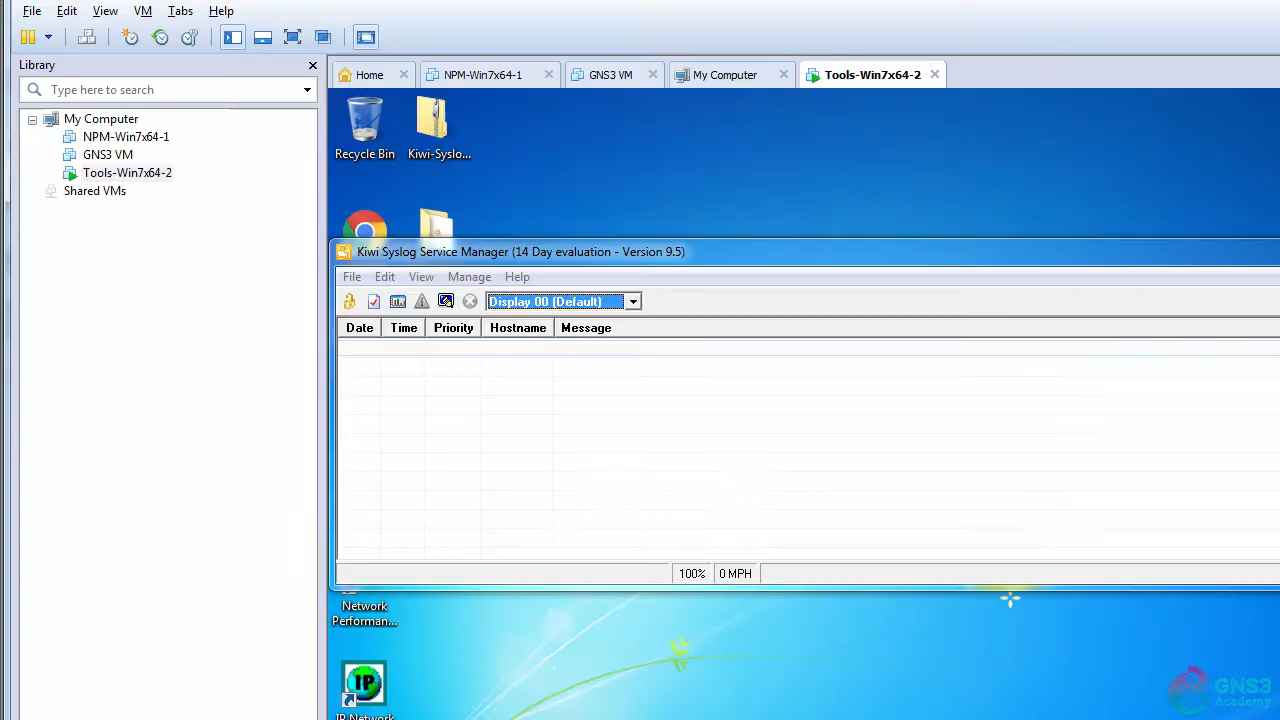 File Edit View VM Tabs Help
Library
Type here to search
My Computer
NPM-Win7x64-1
GNS3 VM
Tools-Win7x64-2
Shared VMs
Home NPM-Win7x64-1 GNS3 VM My Computer Tools-Win7x64-2
Recycle Bin Kiwi-Syslo...
Kiwi Syslog Service Manager (14 Day evaluation - Version 9.5)
File Edit View Manage Help
Display 00 (Default)
Date Time Priority Hostname Message
100% 0 MPH
Network
Performan...
IP
IP Network
GNS3
Academy